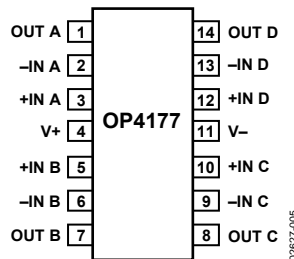 OUT A 1 14 OUT D
–IN A 2 13 –IN D
+IN A 3 12 +IN D
V+ 4 OP4177 11 V–
+IN B 5 10 +IN C
–IN B 6 9 –IN C
OUT B 7 8 OUT C
02627-005